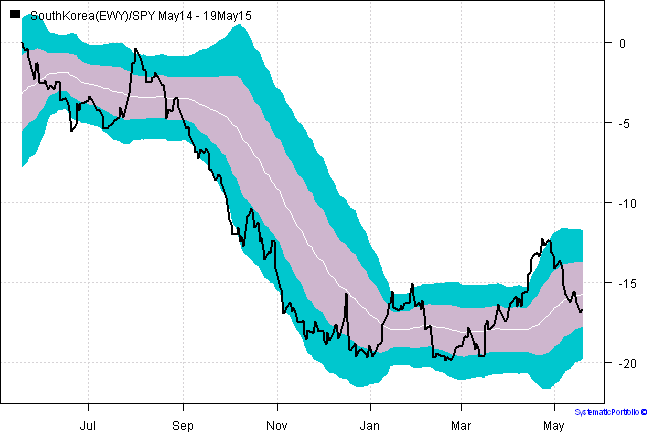 SouthKorea(EWY)/SPY May14 - 19May15
0
-5
-10
-15
-20
Jul Sep Nov Jan Mar May
SystematicPortfolio ©